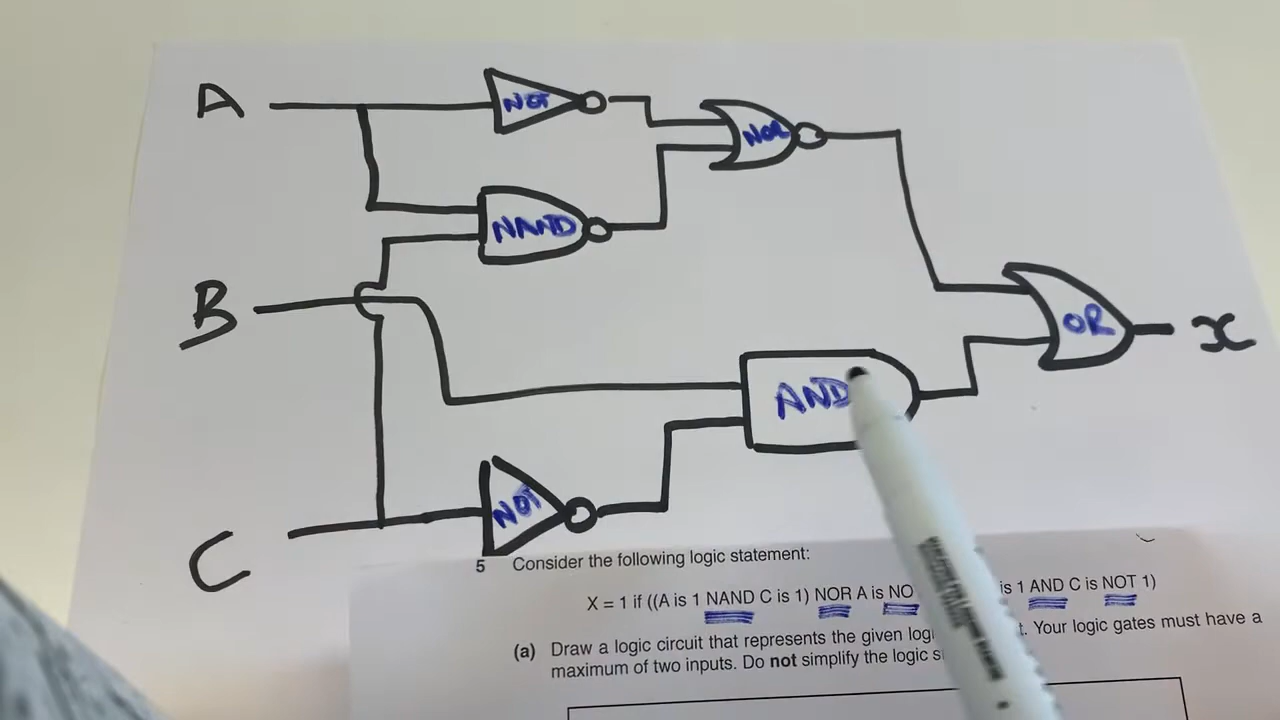 A
NOT
NOR
NAND
B
OR
x
AND
NOT
C
5 Consider the following logic statement:
X = 1 if ((A is 1 NAND C is 1) NOR A is is 1 AND C is NOT 1)
(a) Draw a logic circuit that represents the given Your logic gates must have a
maximum of two inputs. Do not simplify the logic